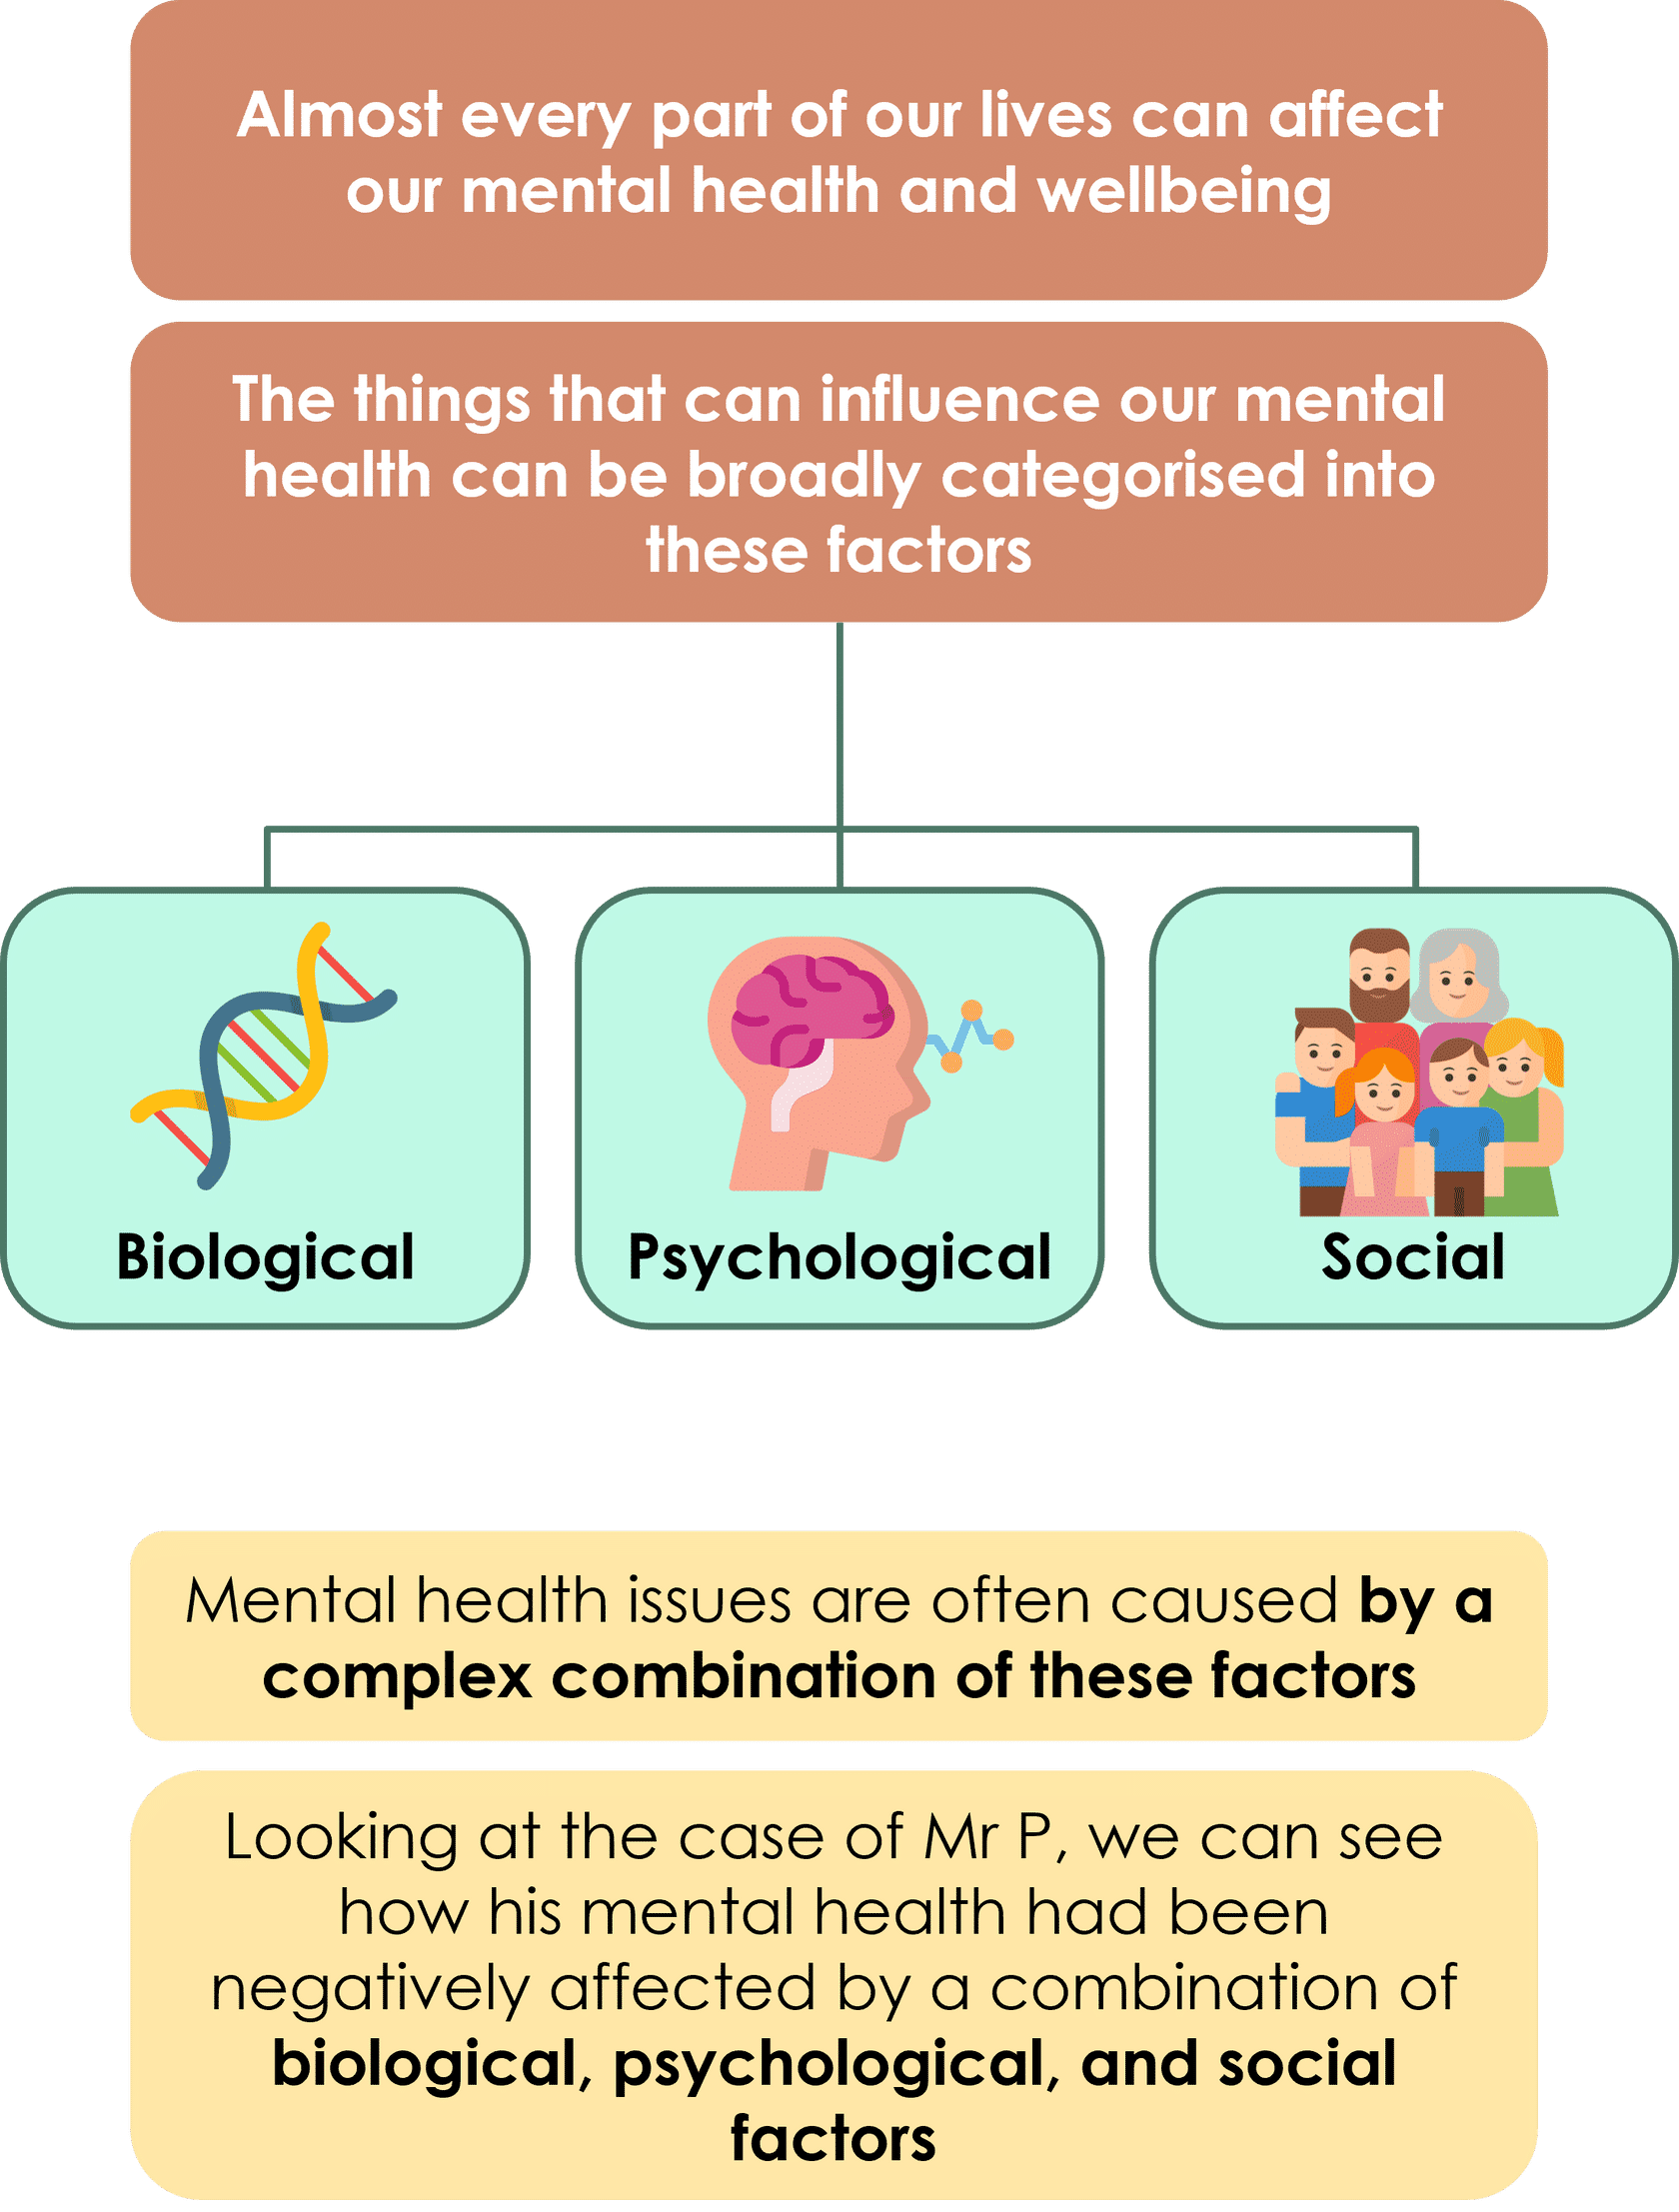 Almost every part of our lives can affect
our mental health and wellbeing
The things that can influence our mental
health can be broadly categorised into
these factors
Biological
Psychological
Social
Mental health issues are often caused by a
complex combination of these factors
Looking at the case of Mr P, we can see
how his mental health had been
negatively affected by a combination of
biological, psychological, and social
factors